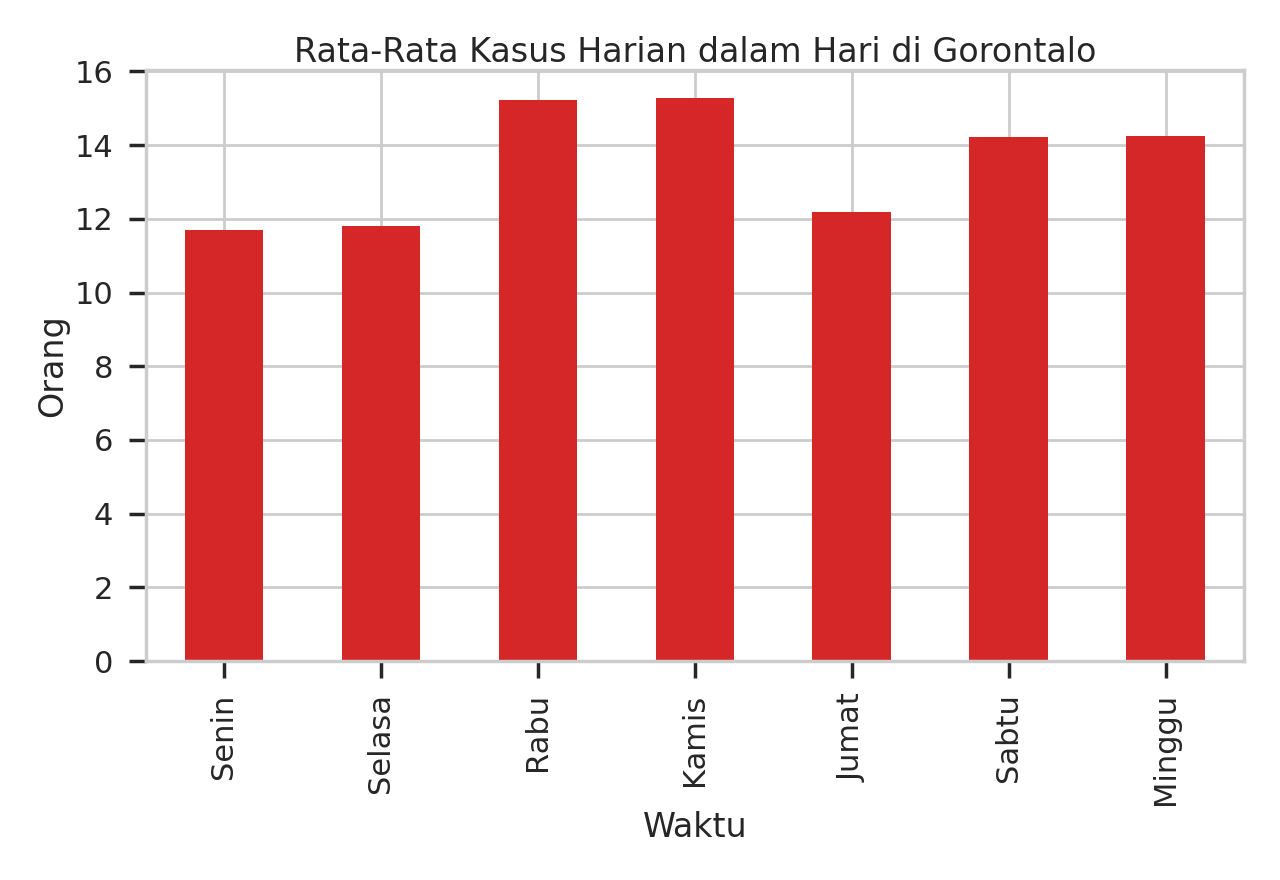 Rata-Rata Kasus Harian dalam Hari di Gorontalo
16
14
12
10
8
6
4
2
0
Orang
Senin
Selasa
Rabu
Kamis
Jumat
Sabtu
Minggu
Waktu